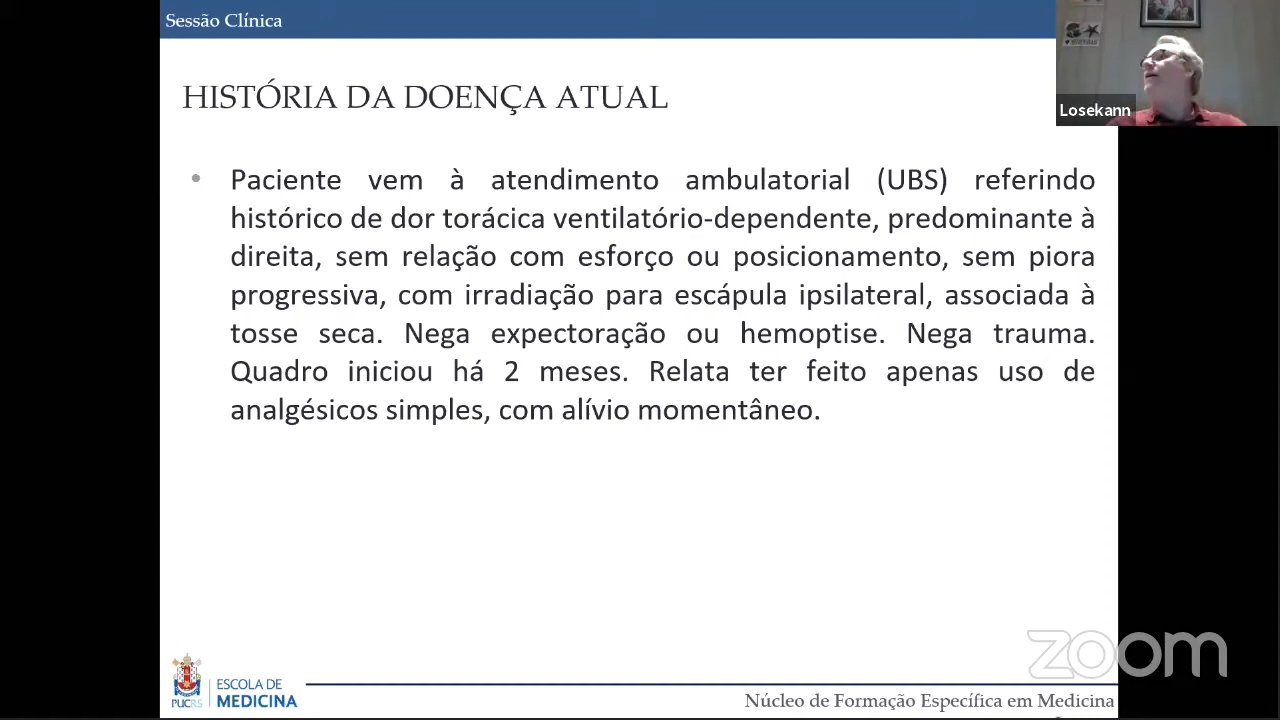 Sessão Clínica
Losekann
HISTÓRIA DA DOENÇA ATUAL
• Paciente vem à atendimento ambulatorial (UBS) referindo
histórico de dor torácica ventilatório-dependente, predominante à
direita, sem relação com esforço ou posicionamento, sem piora
progressiva, com irradiação para escápula ipsilateral, associada à
tosse seca. Nega expectoração ou hemoptise. Nega trauma.
Quadro iniciou há 2 meses. Relata ter feito apenas uso de
analgésicos simples, com alívio momentâneo.
zoom
PUCRS
ESCOLA DE
MEDICINA
Núcleo de Formação Específica em Medicina